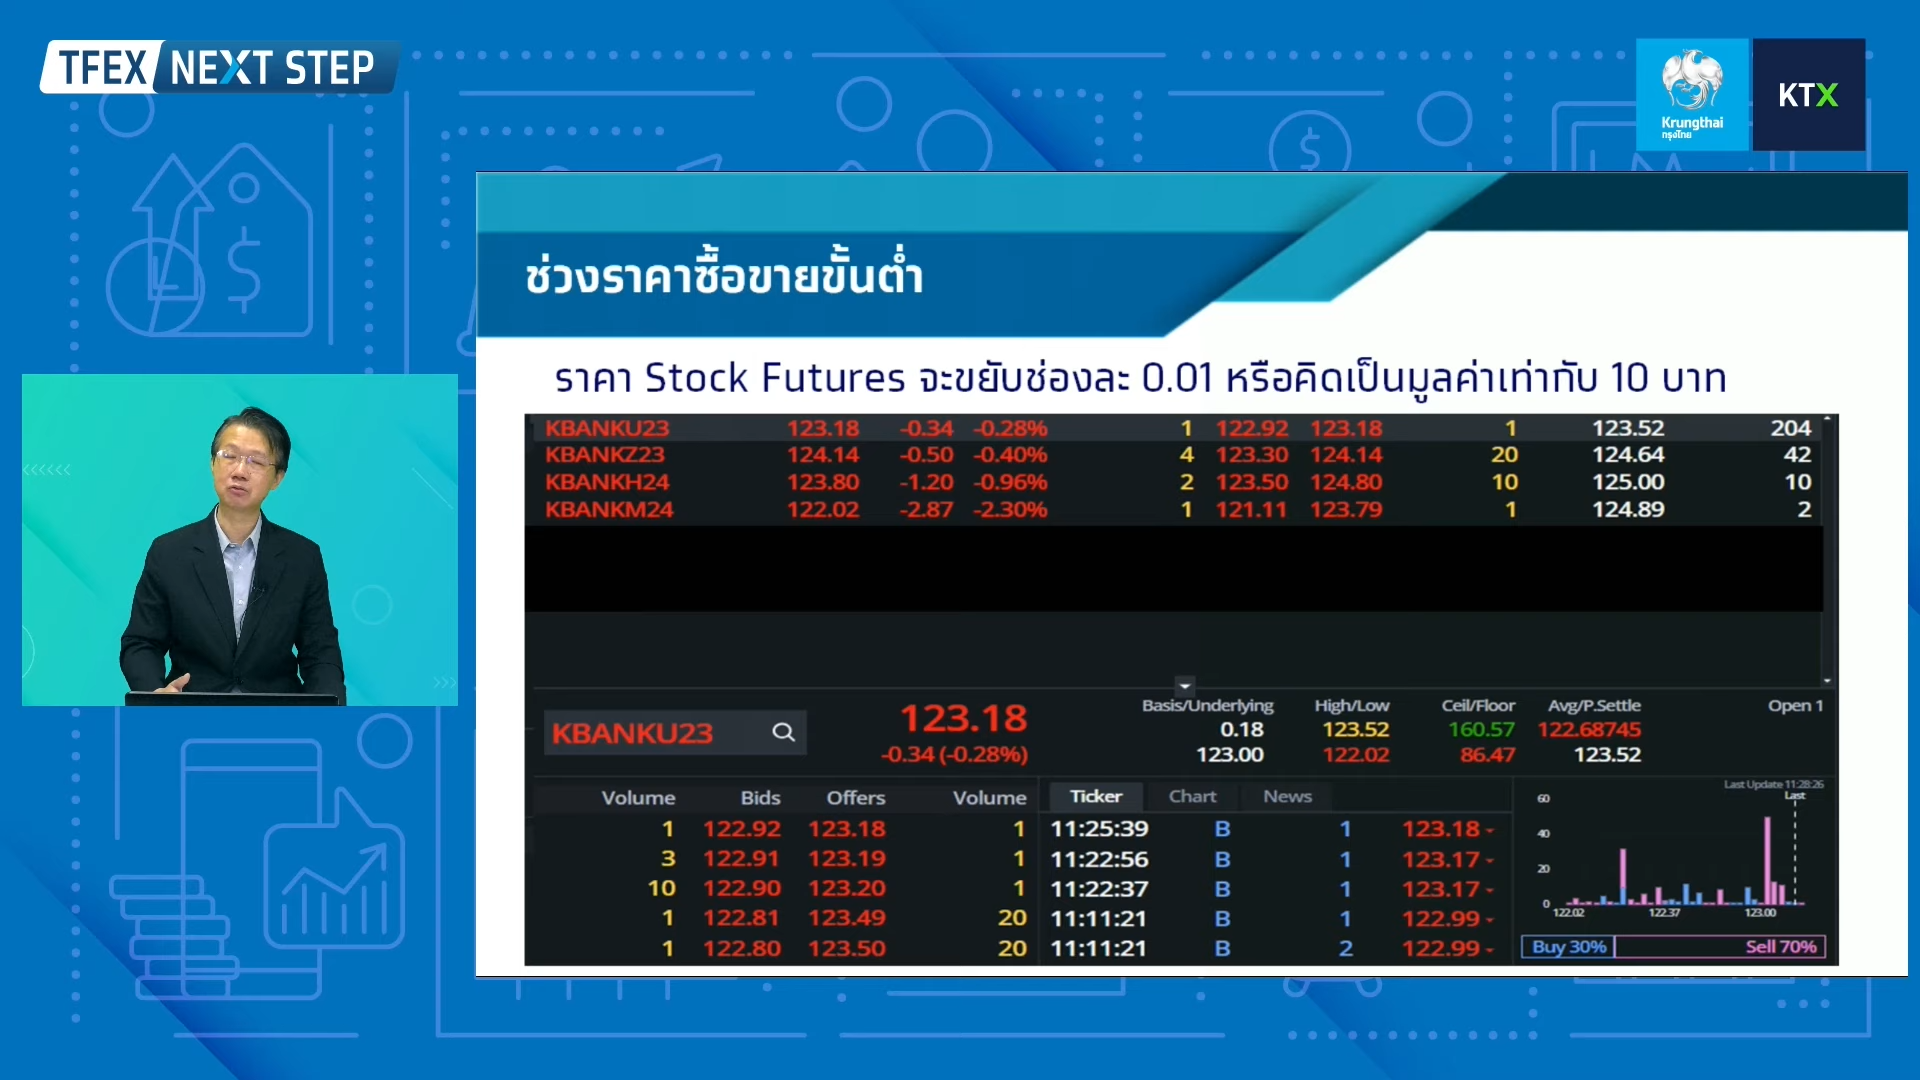 TFEX NEXT STEP
Krungthai
กรุงไทย
KTX
ช่วงราคาซื้อขายขั้นต่ำ
ราคา Stock Futures จะขยับช่องละ 0.01 หรือคิดเป็นมูลค่าเท่ากับ 10 บาท
KBANKU23 123.18 -0.34 -0.28% 1 122.92 123.18 1 123.52 204
KBANKZ23 124.14 -0.50 -0.40% 4 123.30 124.14 20 124.64 42
KBANKH24 123.80 -1.20 -0.96% 2 123.50 124.80 10 125.00 10
KBANKM24 122.02 -2.87 -2.30% 1 121.11 123.79 1 124.89 2
Basis/Underlying High/Low Ceil/Floor Avg/P.Settle Open 1
KBANKU23 123.18 0.18 123.52 160.57 122.68745
-0.34 (-0.28%) 123.00 122.02 86.47 123.52
Volume Bids Offers Volume Ticker Chart News
1 122.92 123.18 1 11:25:39 B 1 123.18
3 122.91 123.19 1 11:22:56 B 1 123.17
10 122.90 123.20 1 11:22:37 B 1 123.17
1 122.81 123.49 20 11:11:21 B 1 122.99
1 122.80 123.50 20 11:11:21 B 2 122.99
Last Update 11:28:26
Last
60
40
20
0
122.02 122.37 123.00
Buy 30% Sell 70%